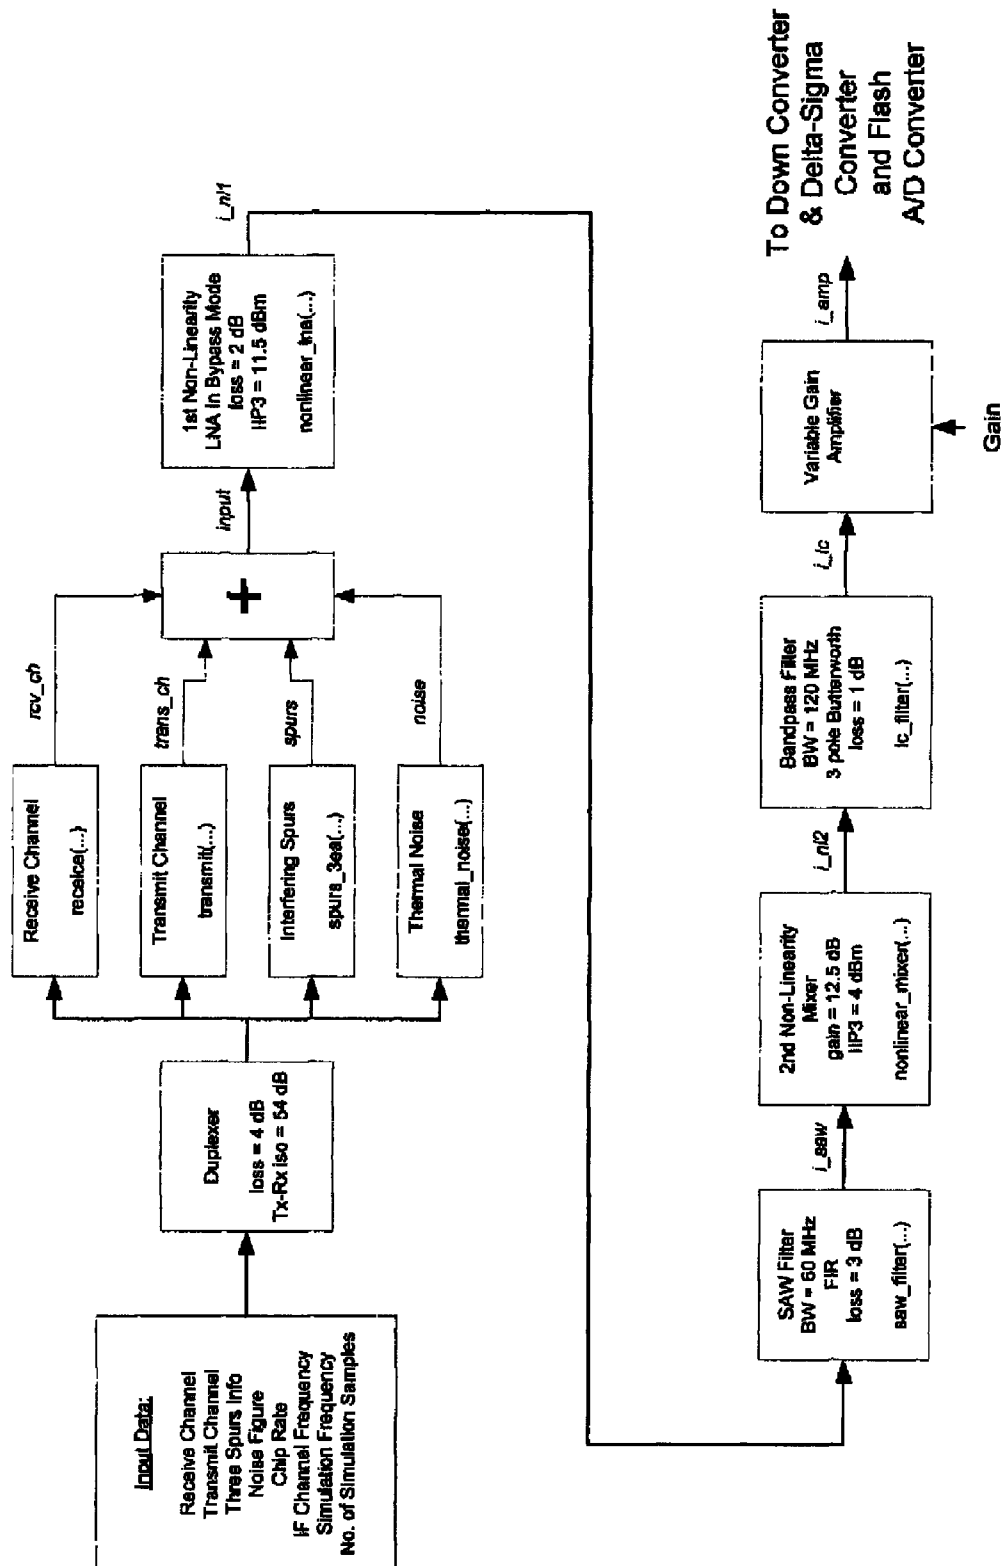 Input Data:
Receive Channel
Transmit Channel
Three Spurs Info
Noise Figure
Chip Rate
IF Channel Frequency
Simulation Frequency
No. of Simulation Samples
Duplexer
loss = 4 dB
Tx-Rx iso = 54 dB
Receive Channel
receice(...)
Transmit Channel
transmit(...)
Interfering Spurs
spurs_3ea(...)
Thermal Noise
thermal_noise(...)
rcv_ch
trans_ch
spurs
noise
+
input
1st Non-Linearity
LNA in Bypass Mode
loss = 2 dB
IIP3 = 11.5 dBm
nonlinear_lna(...)
i_nl1
SAW Filter
BW = 60 MHz
FIR
loss = 3 dB
saw_filter(...)
i_saw
2nd Non-Linearity
Mixer
gain = 12.5 dB
IIP3 = 4 dBm
nonlinear_mixer(...)
i_nl2
Bandpass Filter
BW = 120 MHz
3 pole Butterworth
loss = 1 dB
lc_filter(...)
i_lc
Variable Gain
Amplifier
Gain
i_amp
To Down Converter
& Delta-Sigma
Converter
and Flash
A/D Converter